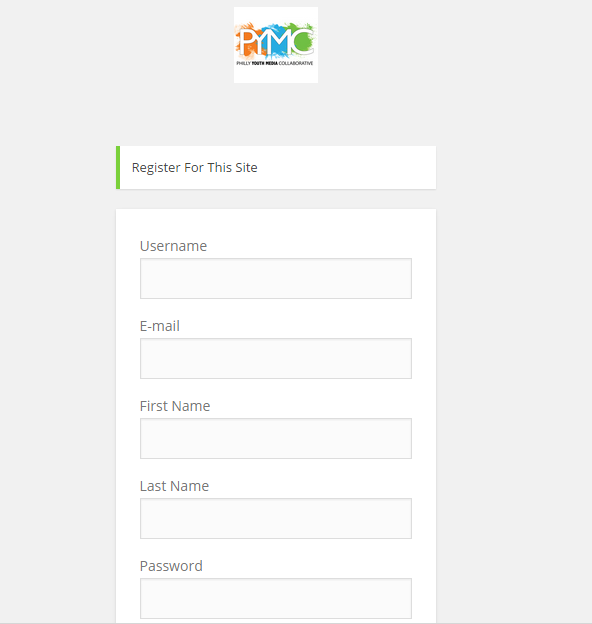 PYMC
PHILLY YOUTH MEDIA COLLABORATIVE
Register For This Site
Username
E-mail
First Name
Last Name
Password